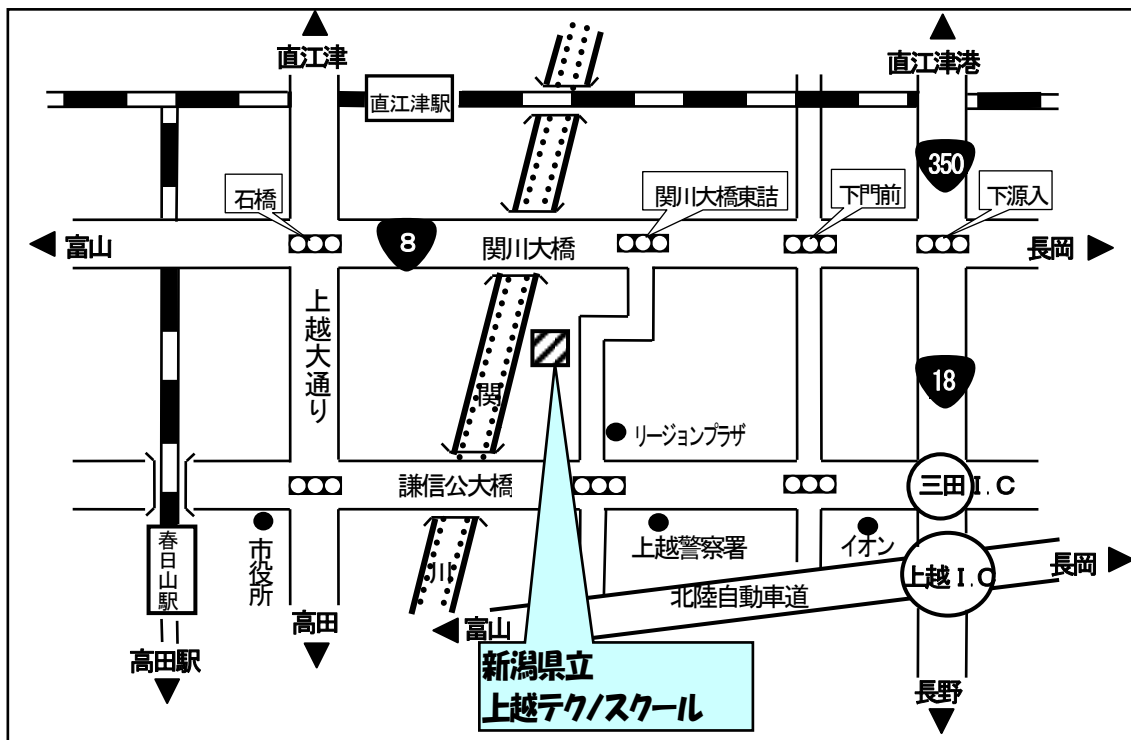 直江津
直江津港
直江津駅
350
石橋
関川大橋東詰
下門前
下源入
富山
8
関川大橋
長岡
上越大通り
18
関
リージョンプラザ
謙信公大橋
三田I.C
春日山駅
市役所
上越警察署
イオン
川
上越I.C
長岡
北陸自動車道
高田
富山
高田駅
長野
新潟県立
上越テクノスクール